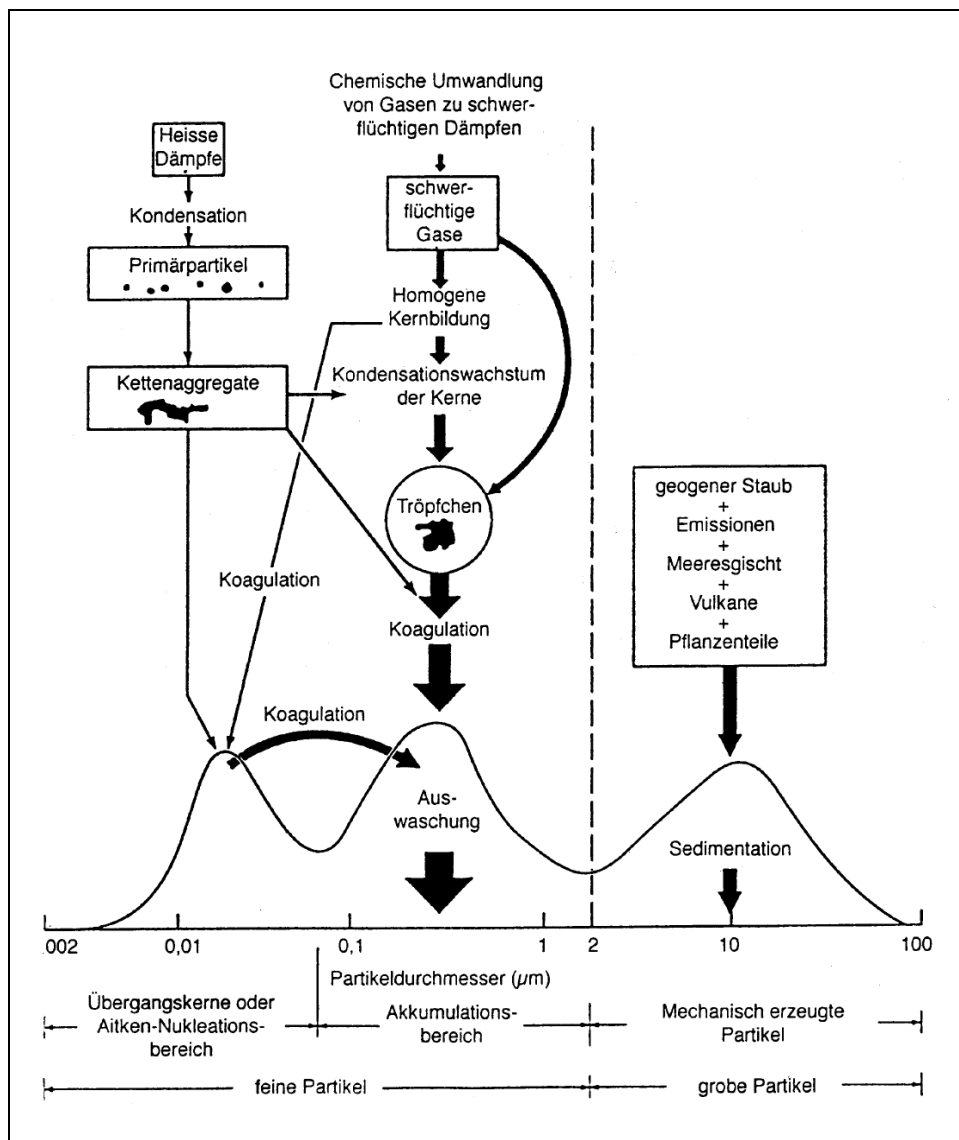 Chemische Umwandlung
von Gasen zu schwer-
flüchtigen Dämpfen
Heisse
Dämpfe
schwer-
flüchtige
Gase
Kondensation
Primärpartikel
Homogene
Kernbildung
Kettenaggregate
Kondensationswachstum
der Kerne
Tröpfchen
geogener Staub
+
Emissionen
+
Meeresgischt
+
Vulkane
+
Pflanzenteile
Koagulation
Koagulation
Koagulation
Aus-
waschung
Sedimentation
.002 0,01 0,1 1 2 10 100
Partikeldurchmesser (µm)
Übergangskerne oder
Aitken-Nukleations-
bereich
Akkumulations-
bereich
Mechanisch erzeugte
Partikel
feine Partikel
grobe Partikel